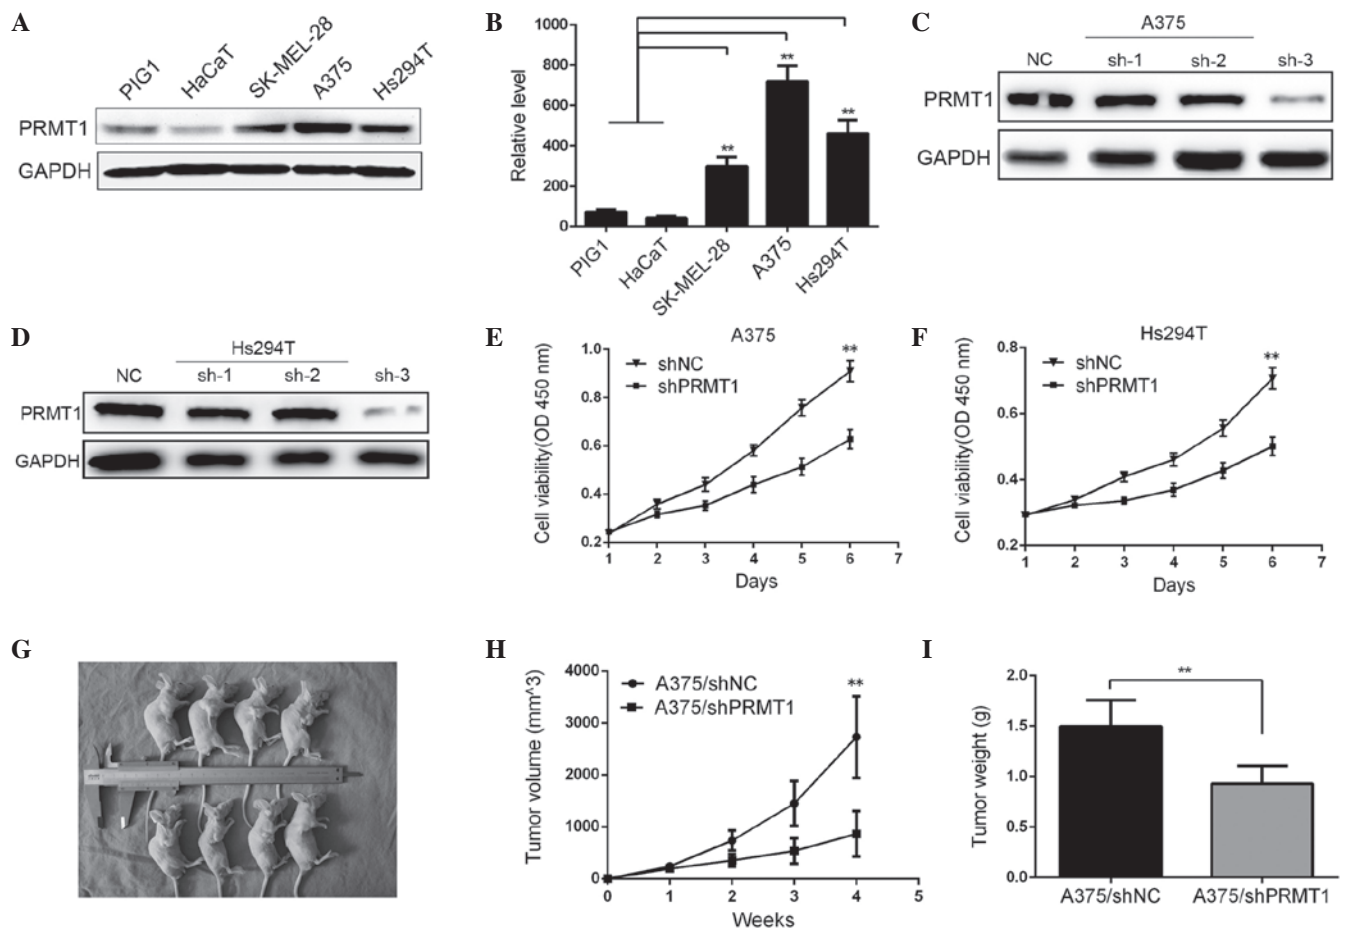 A
PIG1
HaCaT
SK-MEL-28
A375
Hs294T
PRMT1
GAPDH
B
Relative level
1000
800
600
400
200
0
**
**
**
PIG1
HaCaT
SK-MEL-28
A375
Hs294T
C
A375
NC sh-1 sh-2 sh-3
PRMT1
GAPDH
D
Hs294T
NC sh-1 sh-2 sh-3
PRMT1
GAPDH
E
A375
shNC
shPRMT1
**
Cell viability(OD 450 nm)
1.0
0.8
0.6
0.4
0.2
1 2 3 4 5 6 7
Days
F
Hs294T
shNC
shPRMT1
**
Cell viability(OD 450 nm)
0.8
0.6
0.4
0.2
1 2 3 4 5 6 7
Days
G
H
A375/shNC
A375/shPRMT1
**
Tumor volume (mm^3)
4000
3000
2000
1000
0
0 1 2 3 4 5
Weeks
I
**
Tumor weight (g)
2.0
1.5
1.0
0.5
0.0
A375/shNC A375/shPRMT1